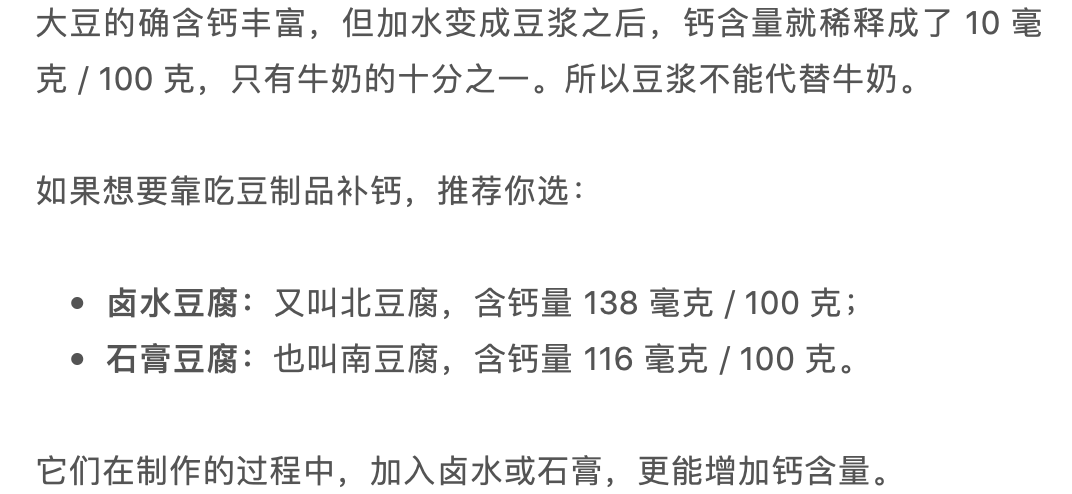 大豆的确含钙丰富，但加水变成豆浆之后，钙含量就稀释成了 10 毫
克 / 100 克，只有牛奶的十分之一。所以豆浆不能代替牛奶。
如果想要靠吃豆制品补钙，推荐你选：
• 卤水豆腐：又叫北豆腐，含钙量 138 毫克 / 100 克；
• 石膏豆腐：也叫南豆腐，含钙量 116 毫克 / 100 克。
它们在制作的过程中，加入卤水或石膏，更能增加钙含量。